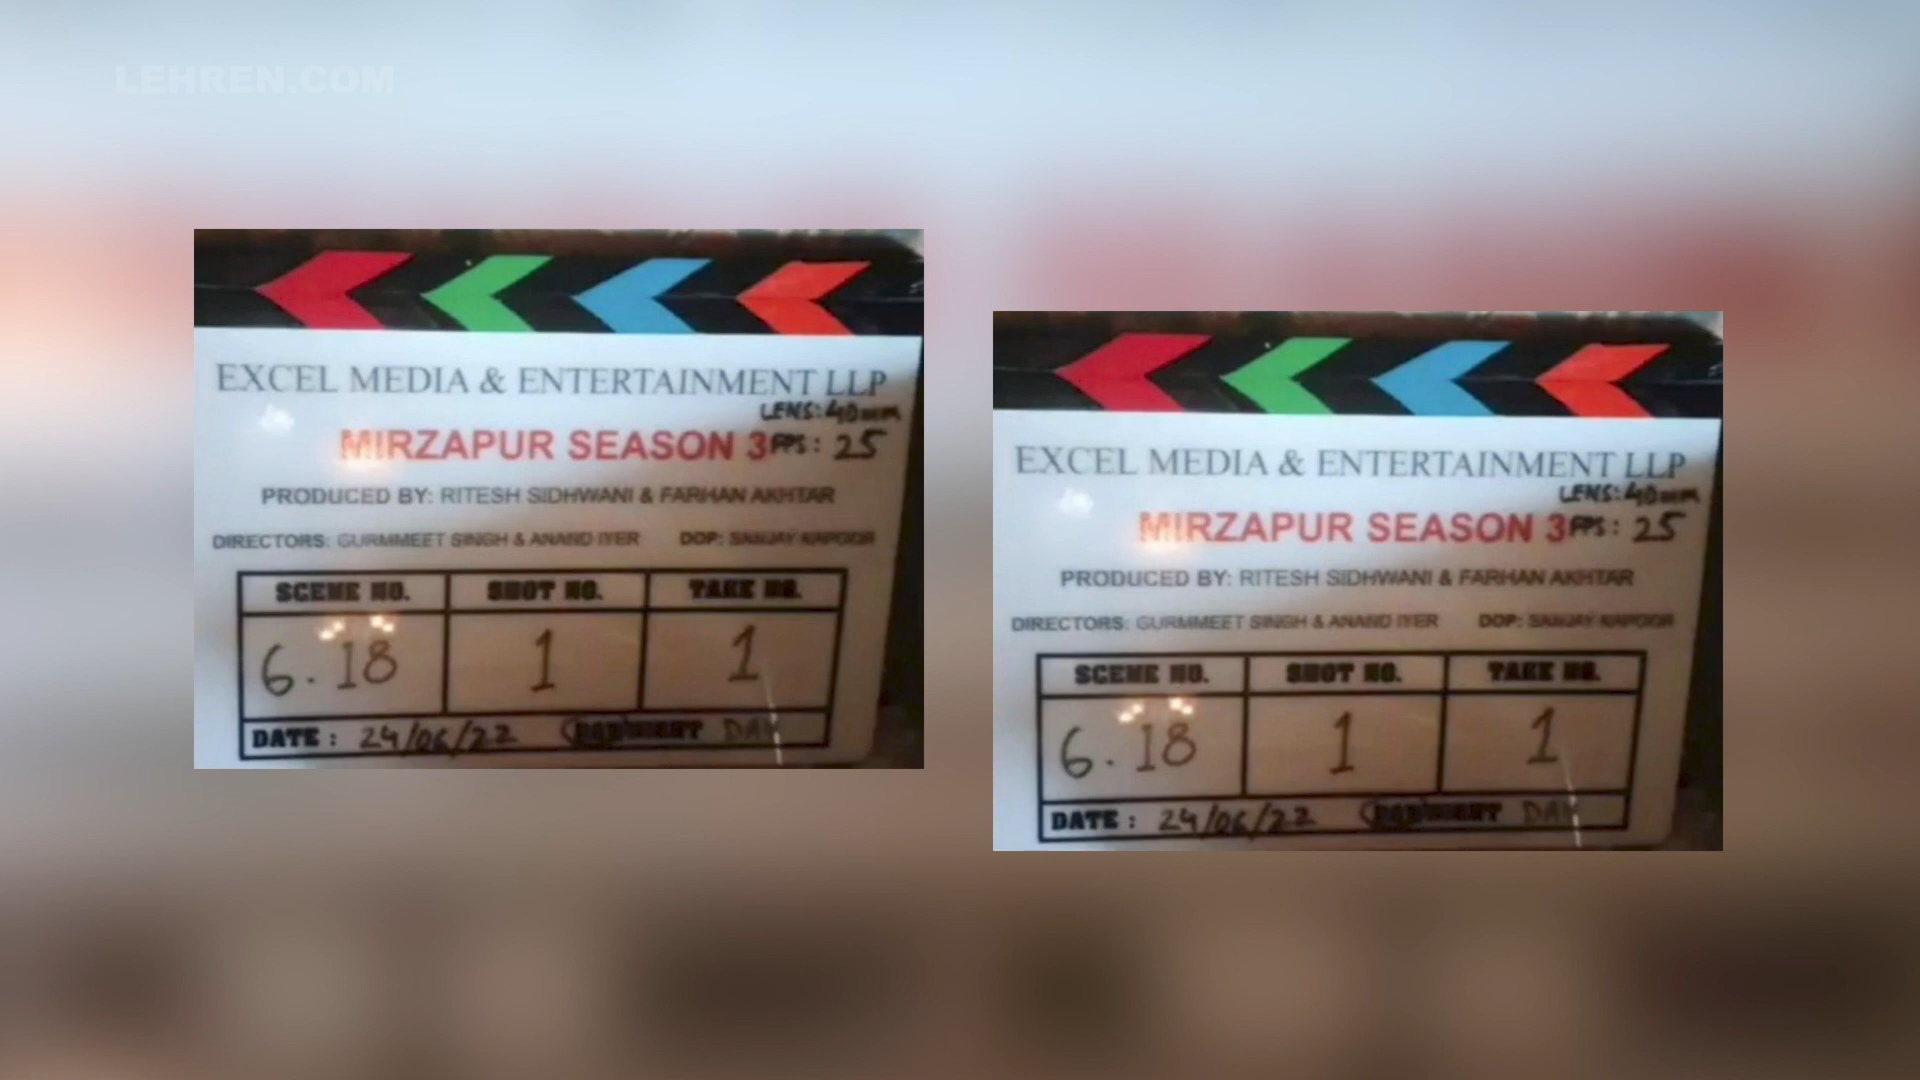 LEHREN.COM
EXCEL MEDIA & ENTERTAINMENT LLP
LENS: 40mm
MIRZAPUR SEASON 3 FPS: 25
PRODUCED BY: RITESH SIDHWANI & FARHAN AKHTAR
DIRECTORS: GURMMEET SINGH & ANAND IYER DOP: SANJAY KAPOOR
SCENE NO. SHOT NO. TAKE NO.
6.18 1 1
DATE: 24/06/22 DAY
EXCEL MEDIA & ENTERTAINMENT LLP
LENS: 40mm
MIRZAPUR SEASON 3 FPS: 25
PRODUCED BY: RITESH SIDHWANI & FARHAN AKHTAR
DIRECTORS: GURMMEET SINGH & ANAND IYER DOP: SANJAY KAPOOR
SCENE NO. SHOT NO. TAKE NO.
6.18 1 1
DATE: 24/06/22 DAY